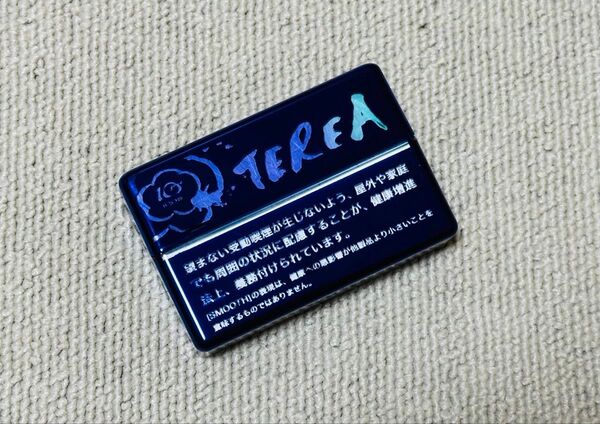 TEREA
望まない受動喫煙が生じないよう、屋外や家庭
でも周囲の状況に配慮することが、健康増進
法上、義務付けられています。
[SMOOTH]の表現は、健康への悪影響が他製品より小さいことを
意味するものではありません。